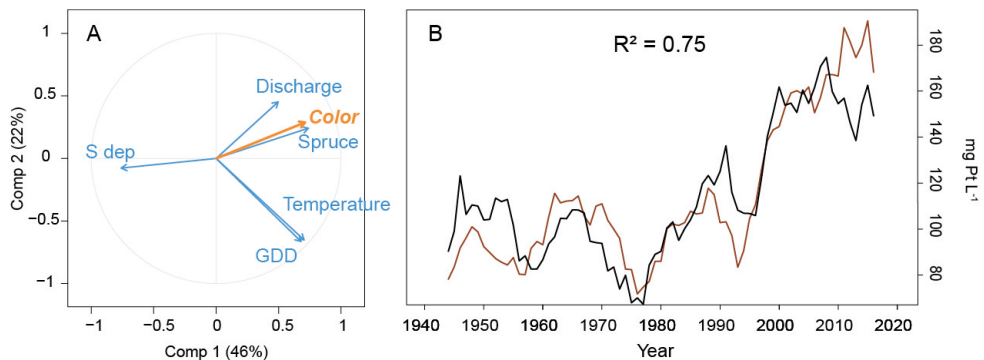 A
Comp 2 (22%)
1
0.5
0
−0.5
−1
−1
−0.5
0
0.5
1
Comp 1 (46%)
Discharge
Color
Spruce
S dep
Temperature
GDD
B
R² = 0.75
180
160
140
120
100
80
mg Pt L⁻¹
1940
1950
1960
1970
1980
1990
2000
2010
2020
Year